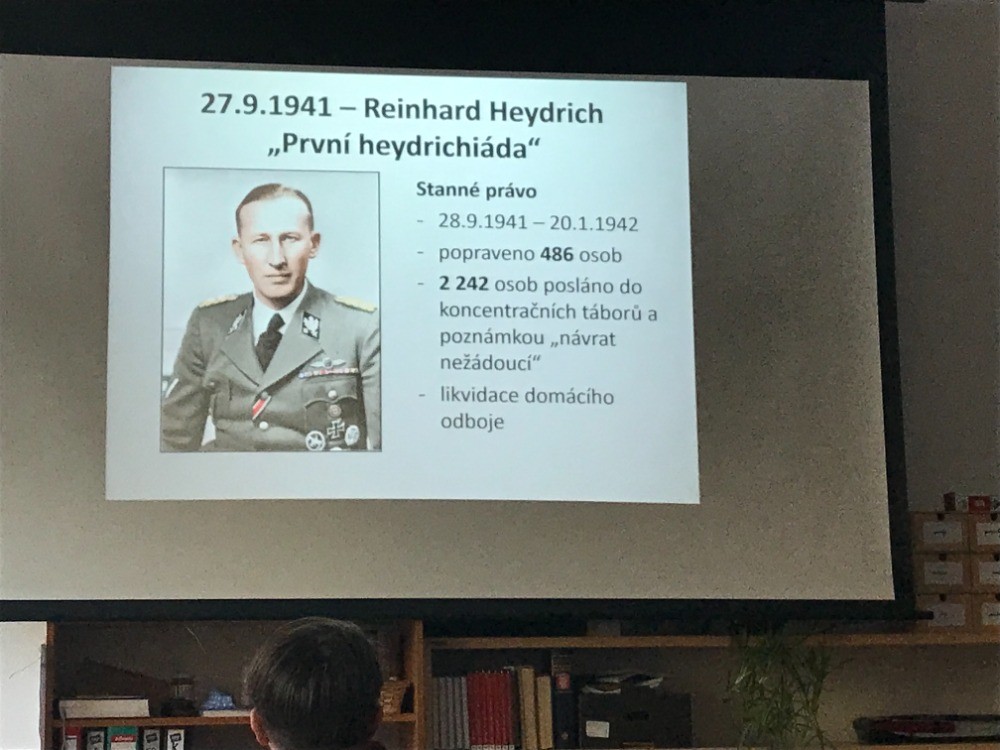 27.9.1941 – Reinhard Heydrich
„První heydrichiáda“
Stanné právo
- 28.9.1941 – 20.1.1942
- popraveno 486 osob
- 2 242 osob posláno do
koncentračních táborů a
poznámkou „návrat
nežádoucí“
- likvidace domácího
odboje